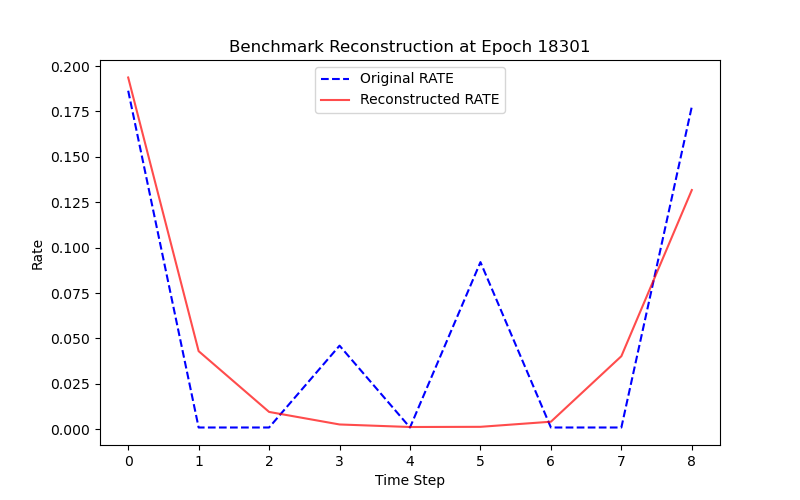 Benchmark Reconstruction at Epoch 18301
Original RATE
Reconstructed RATE
0.200
0.175
0.150
0.125
0.100
0.075
0.050
0.025
0.000
Rate
0 1 2 3 4 5 6 7 8
Time Step